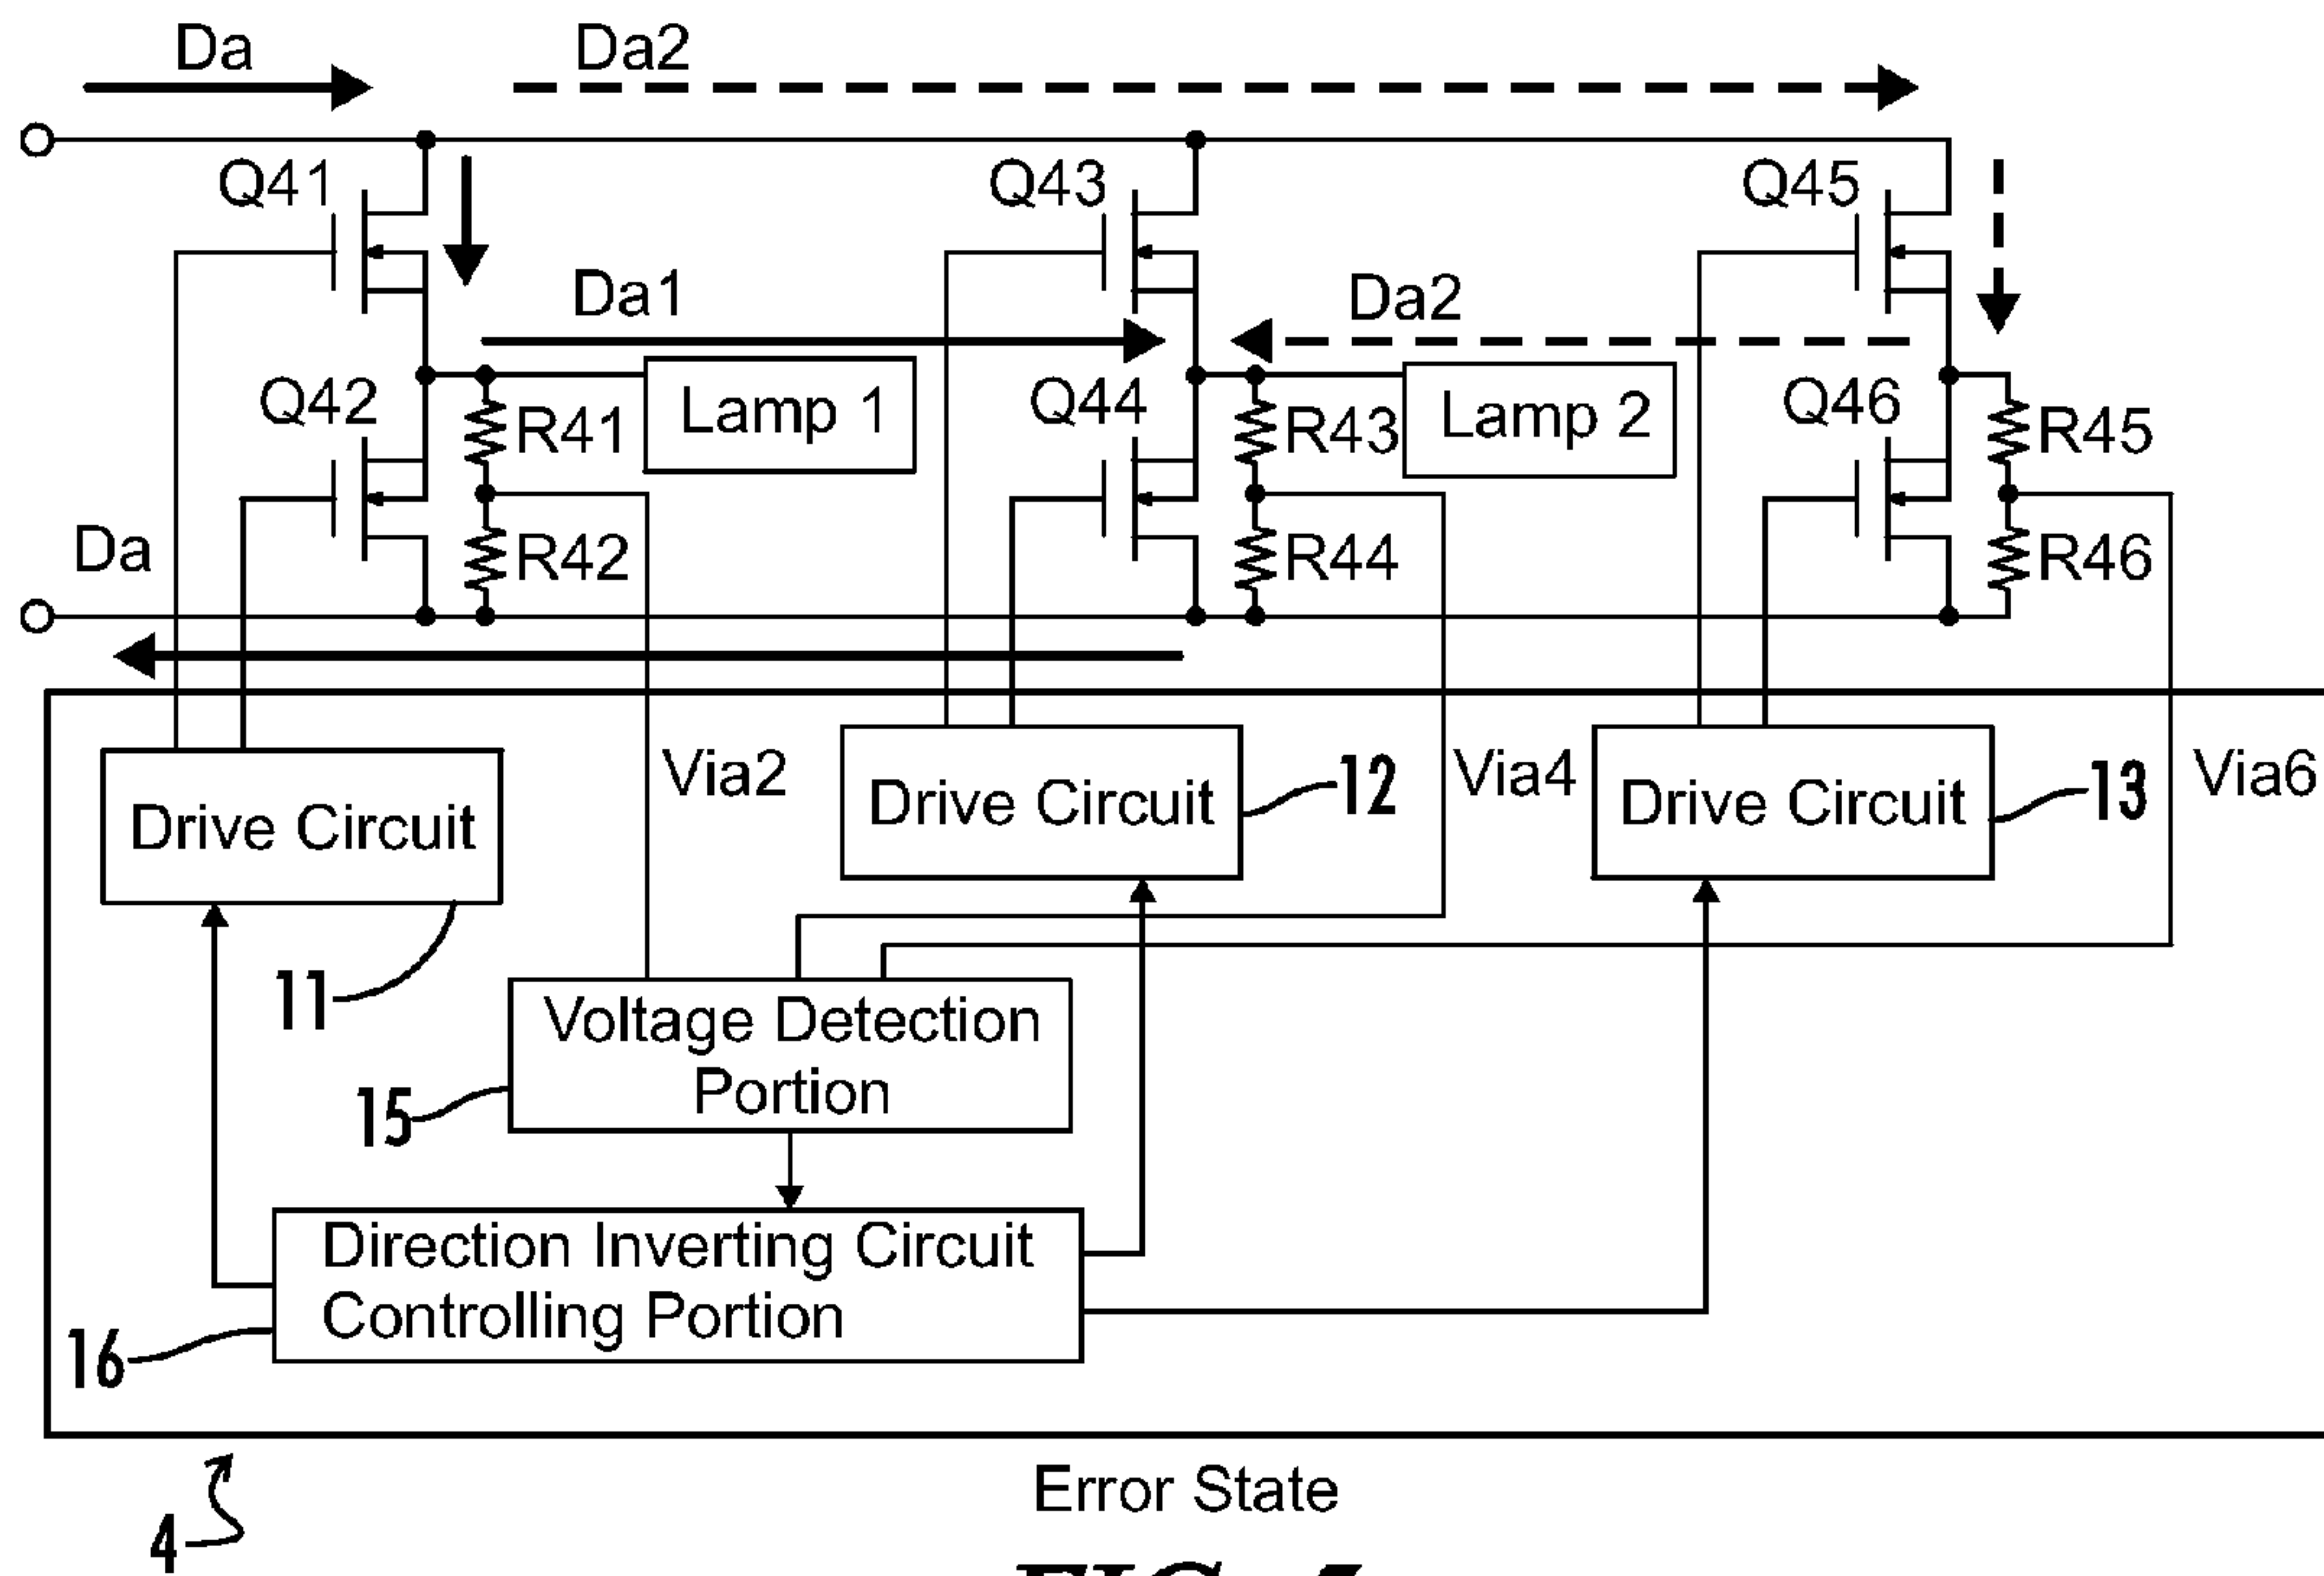 Da
Da2
Q41
Q43
Q45
Da1
Da2
Q42
R41
Lamp 1
Q44
R43
Lamp 2
Q46
R45
Da
R42
R44
R46
Drive Circuit
Via2
Drive Circuit
12
Via4
Drive Circuit
13
Via6
11
Voltage Detection
Portion
15
Direction Inverting Circuit
Controlling Portion
16
Error State
4